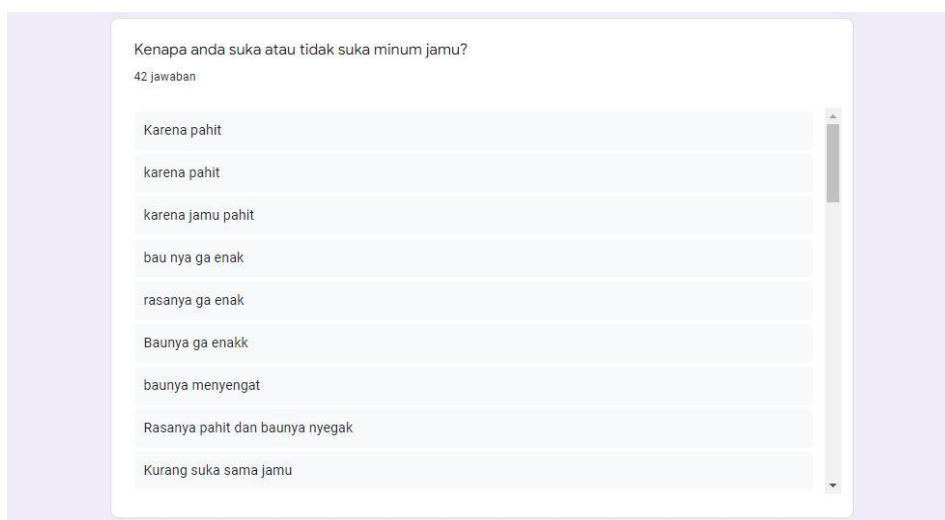 Kenapa anda suka atau tidak suka minum jamu?
42 jawaban
Karena pahit
karena pahit
karena jamu pahit
bau nya ga enak
rasanya ga enak
Baunya ga enakk
baunya menyengat
Rasanya pahit dan baunya nyegak
Kurang suka sama jamu